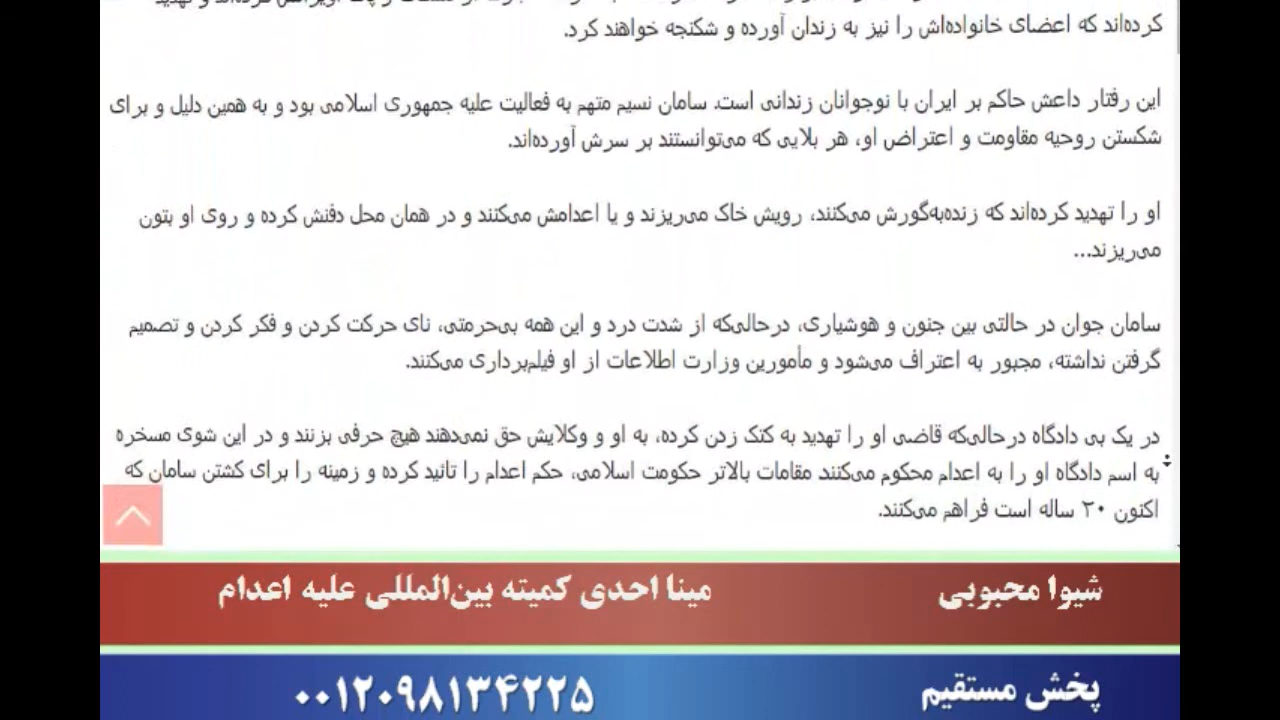 کرده‌اند که اعضای خانواده‌اش را نیز به زندان آورده و شکنجه خواهند کرد.
این رفتار داعش حاکم بر ایران با نوجوانان زندانی است. سامان نسیم متهم به فعالیت علیه جمهوری اسلامی بود و به همین دلیل و برای
شکستن روحیه مقاومت و اعتراض او، هر بلایی که می‌توانستند بر سرش آورده‌اند.
او را تهدید کرده‌اند که زنده‌به‌گورش می‌کنند، رویش خاک می‌ریزند و یا اعدامش می‌کنند و در همان محل دفنش کرده و روی او بتون
می‌ریزند...
سامان جوان در حالتی بین جنون و هوشیاری، درحالی‌که از شدت درد و این همه بی‌حرمتی، نای حرکت کردن و فکر کردن و تصمیم
گرفتن نداشته، مجبور به اعتراف می‌شود و مأمورین وزارت اطلاعات از او فیلم‌برداری می‌کنند.
در یک بی دادگاه درحالی‌که قاضی او را تهدید به کتک زدن کرده، به او و وکلایش حق نمی‌دهند هیچ حرفی بزنند و در این شوی مسخره
به اسم دادگاه او را به اعدام محکوم می‌کنند مقامات بالاتر حکومت اسلامی، حکم اعدام را تائید کرده و زمینه را برای کشتن سامان که
اکنون ۲۰ ساله است فراهم می‌کنند.
شیوا محبوبی مینا احدی کمیته بین‌المللی علیه اعدام
پخش مستقیم ۰۰۱۲۰۹۸۱۳۴۲۲۵